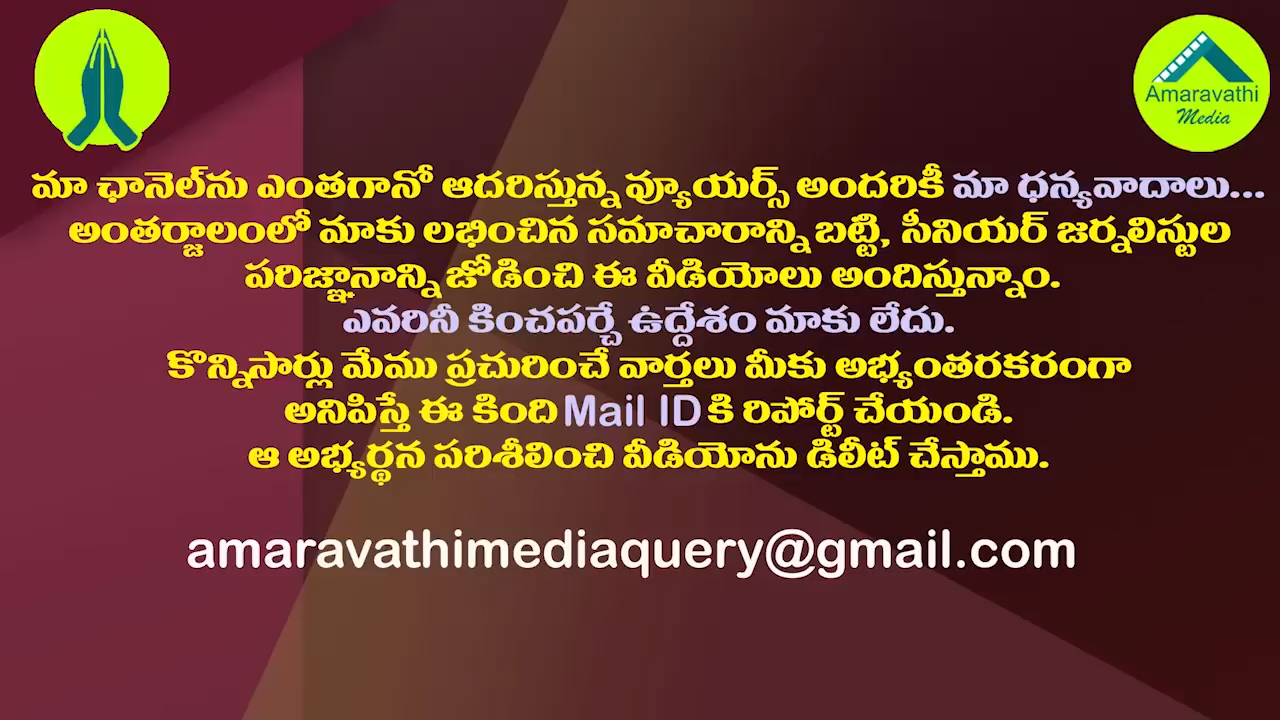 Amaravathi
Media
మా ఛానెల్‌ను ఎంతగానో ఆదరిస్తున్న వ్యూయర్స్ అందరికీ మా ధన్యవాదాలు...
అంతర్జాలంలో మాకు లభించిన సమాచారాన్ని బట్టి, సీనియర్ జర్నలిస్టుల
పరిజ్ఞానాన్ని జోడించి ఈ వీడియోలు అందిస్తున్నాం.
ఎవరినీ కించపర్చే ఉద్దేశం మాకు లేదు.
కొన్నిసార్లు మేము ప్రచురించే వార్తలు మీకు అభ్యంతరకరంగా
అనిపిస్తే ఈ కింది Mail ID కి రిపోర్ట్ చేయండి.
ఆ అభ్యర్థన పరిశీలించి వీడియోను డిలీట్ చేస్తాము.
amaravathimediaquery@gmail.com